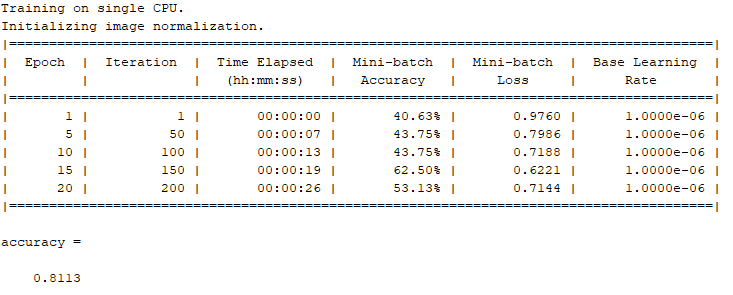 Training on single CPU.
Initializing image normalization.
|========================================================================================|
|  Epoch  |  Iteration  |  Time Elapsed  |  Mini-batch  |  Mini-batch  |  Base Learning  |
|         |             |   (hh:mm:ss)   |   Accuracy   |     Loss     |      Rate       |
|========================================================================================|
|       1 |           1 |       00:00:00 |       40.63% |       0.9760 |      1.0000e-06 |
|       5 |          50 |       00:00:07 |       43.75% |       0.7986 |      1.0000e-06 |
|      10 |         100 |       00:00:13 |       43.75% |       0.7188 |      1.0000e-06 |
|      15 |         150 |       00:00:19 |       62.50% |       0.6221 |      1.0000e-06 |
|      20 |         200 |       00:00:26 |       53.13% |       0.7144 |      1.0000e-06 |
|========================================================================================|
accuracy =
0.8113